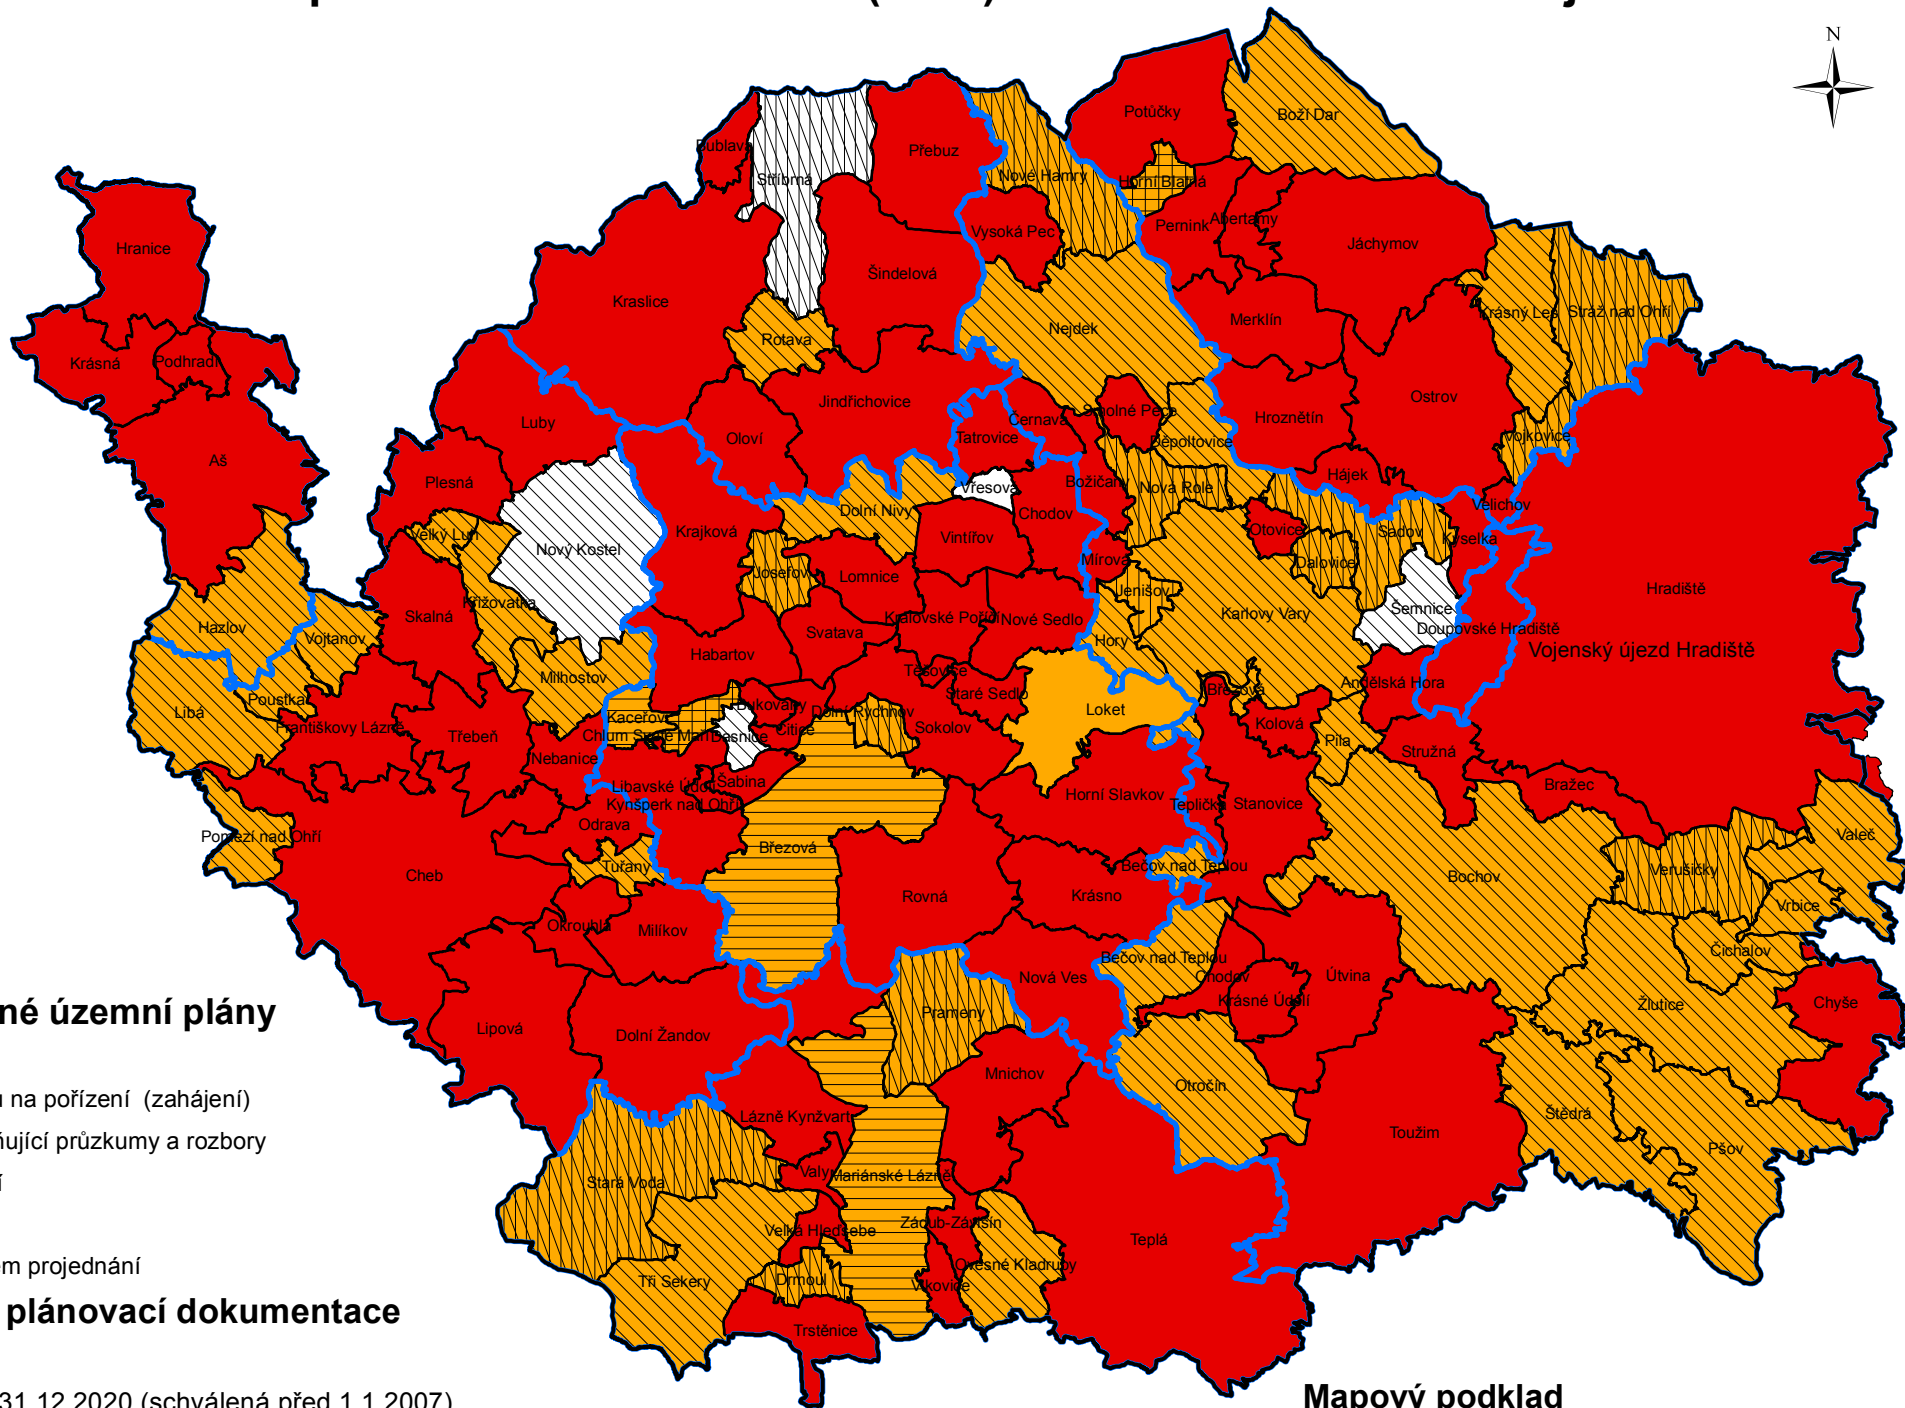 N
Potůčky
Boží Dar
Bublava
Přebuz
Stříbrná
Nové Hamry
Horní Blatná
Abertamy
Pernink
Vysoká Pec
Jáchymov
Hranice
Šindelová
Kraslice
Krásný Les
Stráž nad Ohří
Merklín
Nejdek
Rotava
Krásná
Podhradí
Ostrov
Jindřichovice
Smolné Pece
Hroznětín
Černava
Luby
Oloví
Tatrovice
Děpoltovice
Vojkovice
Aš
Hájek
Plesná
Božičany
Nová Role
Vřesová
Velichov
Dolní Nivy
Chodov
Otovice
Sadov
Kyselka
Velký Luh
Krajková
Vintířov
Nový Kostel
Mírová
Dalovice
Josefov
Lomnice
Jenišov
Hradiště
Křižovatka
Skalná
Královské Poříčí
Nové Sedlo
Karlovy Vary
Šemnice
Hazlov
Vojtanov
Svatava
Hory
Doupovské Hradiště
Vojenský újezd Hradiště
Habartov
Těšovice
Milhostov
Staré Sedlo
Březová
Andělská Hora
Poustka
Libá
Bukovany
Dolní Rychnov
Loket
Kaceřov
Františkovy Lázně
Třebeň
Chlum Svaté Maří
Dasnice
Citice
Sokolov
Kolová
Pila
Stružná
Nebanice
Libavské Údolí
Šabina
Bražec
Kynšperk nad Ohří
Horní Slavkov
Teplička
Stanovice
Odrava
Pomezí nad Ohří
Valeč
Březová
Tuřany
Bečov nad Teplou
Verušičky
Cheb
Bochov
Rovná
Krásno
Vrbice
Okrouhlá
Milíkov
Čichalov
Bečov nad Teplou
Nová Ves
Chodov
Útvina
Krásné Údolí
Žlutice
Chyše
né územní plány
Prameny
Lipová
Dolní Žandov
Mnichov
Otročín
u na pořízení (zahájení)
Lázně Kynžvart
Štědrá
Toužim
ňující průzkumy a rozbory
Pšov
Valy
Mariánské Lázně
Stará Voda
í
Velká Hleďsebe
Zádub-Závišín
Teplá
em projednání
Tři Sekery
Drmoul
Ovesné Kladruby
Vlkovice
plánovací dokumentace
Trstěnice
31.12.2020 (schválená před 1.1.2007)
Mapový podklad